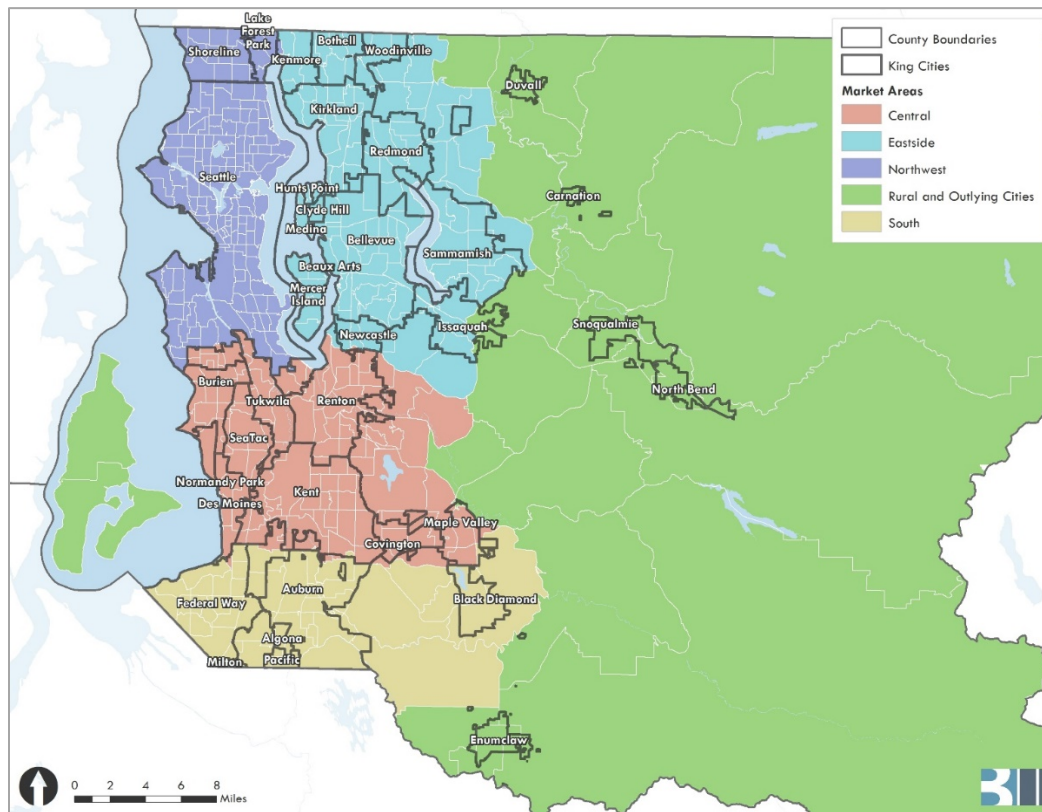 Lake
Forest
Park
Shoreline
Kenmore
Bothell
Woodinville
Duvall
Kirkland
Redmond
Seattle
Hunts Point
Clyde Hill
Medina
Bellevue
Carnation
Sammamish
Beaux Arts
Mercer
Island
Newcastle
Issaquah
Snoqualmie
North Bend
Burien
Tukwila
Renton
SeaTac
Normandy Park
Des Moines
Kent
Maple Valley
Covington
Federal Way
Auburn
Black Diamond
Algona
Pacific
Milton
Enumclaw
County Boundaries
King Cities
Market Areas
Central
Eastside
Northwest
Rural and Outlying Cities
South
0 2 4 6 8
Miles